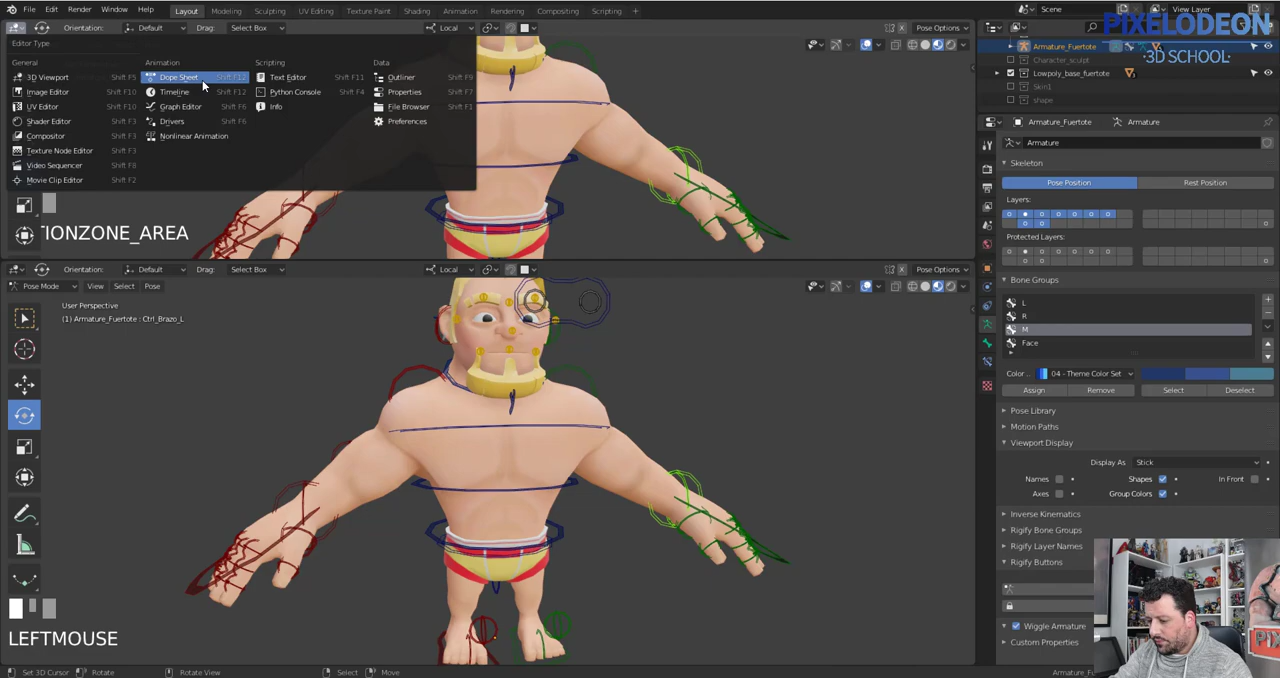 File Edit Render Window Help Layout Modeling Sculpting UV Editing Texture Paint Shading Animation Rendering Compositing Scripting Scene View Layer
Orientation: Default Drag: Select Box Local Pose Options
PIXELODEON
3D SCHOOL
Editor Type
General Animation Scripting Data
3D Viewport Shift F5 Dope Sheet Shift F12 Text Editor Shift F11 Outliner Shift F9
Image Editor Shift F10 Timeline Shift F12 Python Console Shift F4 Properties Shift F7
UV Editor Shift F10 Graph Editor Shift F6 Info File Browser Shift F1
Shader Editor Shift F3 Drivers Shift F6 Preferences
Compositor Shift F3 Nonlinear Animation
Texture Node Editor Shift F3
Video Sequencer Shift F8
Movie Clip Editor Shift F2
TIONZONE_AREA
Orientation: Default Drag: Select Box Local Pose Options
Pose Mode View Select Pose
User Perspective
(1) Armature_Fuertote : Ctrl_Brazo_L
LEFTMOUSE
Armature_Fuertote
Character_sculpt
Lowpoly_base_fuertote
Skin1
shape
Armature_Fuertote Armature
Armature
Skeleton
Pose Position Rest Position
Layers:
Protected Layers:
Bone Groups
L
R
M
Face
Color... 04 - Theme Color Set
Assign Remove Select Deselect
Pose Library
Motion Paths
Viewport Display
Display As Stick
Names Shapes In Front
Axes Group Colors
Inverse Kinematics
Rigify Bone Groups
Rigify Layer Names
Rigify Buttons
Wiggle Armature
Custom Properties
Set 3D Cursor Rotate Rotate View Select Move Armature_Fu